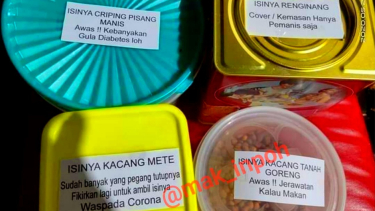 ISINYA CRIPING PISANG
MANIS
Awas !! Kebanyakan
Gula Diabetes loh
ISINYA RENGINANG
Cover / Kemasan Hanya
Pemanis saja
ISINYA KACANG METE
Sudah banyak yang pegang tutupnya
Fikirkan lagi untuk ambil isinya
Waspada Corona
ISINYA KACANG TANAH
GORENG
Awas !! Jerawatan
Kalau Makan
@mak_inpoh